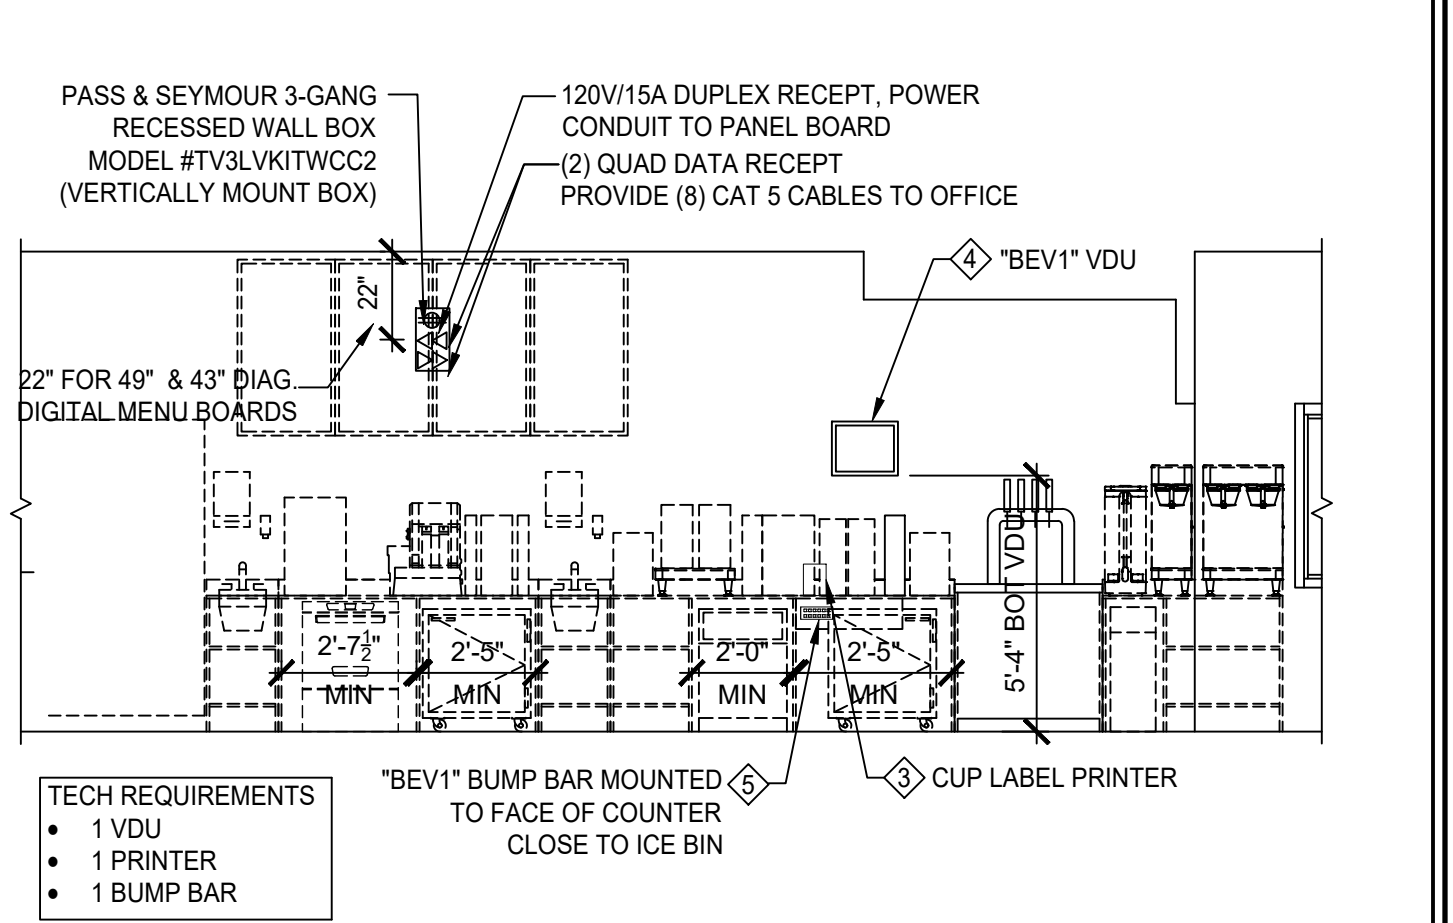 PASS & SEYMOUR 3-GANG
RECESSED WALL BOX
MODEL #TV3LVKITWCC2
(VERTICALLY MOUNT BOX)
120V/15A DUPLEX RECEPT, POWER
CONDUIT TO PANEL BOARD
(2) QUAD DATA RECEPT
PROVIDE (8) CAT 5 CABLES TO OFFICE
4 "BEV1" VDU
22"
22" FOR 49" & 43" DIAG.
DIGITAL MENU BOARDS
2'-7 1/2"
MIN
2'-5"
MIN
2'-0"
MIN
2'-5"
MIN
5'-4" BOT VDU
"BEV1" BUMP BAR MOUNTED 5
TO FACE OF COUNTER
CLOSE TO ICE BIN
3 CUP LABEL PRINTER
TECH REQUIREMENTS
• 1 VDU
• 1 PRINTER
• 1 BUMP BAR